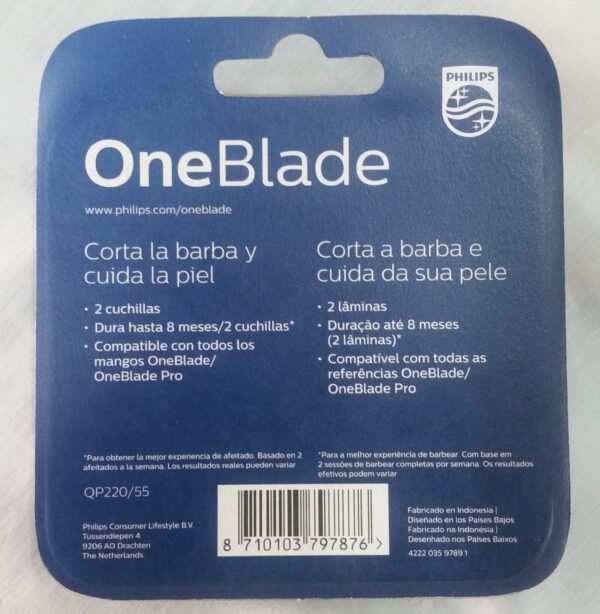 PHILIPS
OneBlade
www.philips.com/oneblade
Corta la barba y
cuida la piel
• 2 cuchillas
• Dura hasta 8 meses/2 cuchillas*
• Compatible con todos los
mangos OneBlade/
OneBlade Pro
Corta a barba e
cuida da sua pele
• 2 lâminas
• Duração até 8 meses
(2 lâminas)*
• Compatível com todas as
referências OneBlade/
OneBlade Pro
*Para obtener la mejor experiencia de afeitado. Basado en 2
afeitados a la semana. Los resultados reales pueden variar
*Para a melhor experiência de barbear. Com base em
2 sessões de barbear completas por semana. Os resultados
efetivos podem variar
QP220/55
Philips Consumer Lifestyle B.V.
Tussendiepen 4
9206 AD Drachten
The Netherlands
8 710103 797876 >
Fabricado en Indonesia |
Diseñado en los Países Bajos
Fabricado na Indonésia |
Desenhado nos Países Baixos
4222 035 9789.1